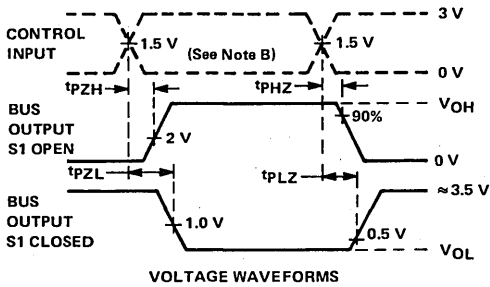 3 V
CONTROL
INPUT
1.5 V
(See Note B)
1.5 V
0 V
tPZH
tPHZ
BUS
OUTPUT
S1 OPEN
2 V
90%
VOH
0 V
tPZL
tPLZ
≈3.5 V
BUS
OUTPUT
S1 CLOSED
1.0 V
0.5 V
VOL
VOLTAGE WAVEFORMS